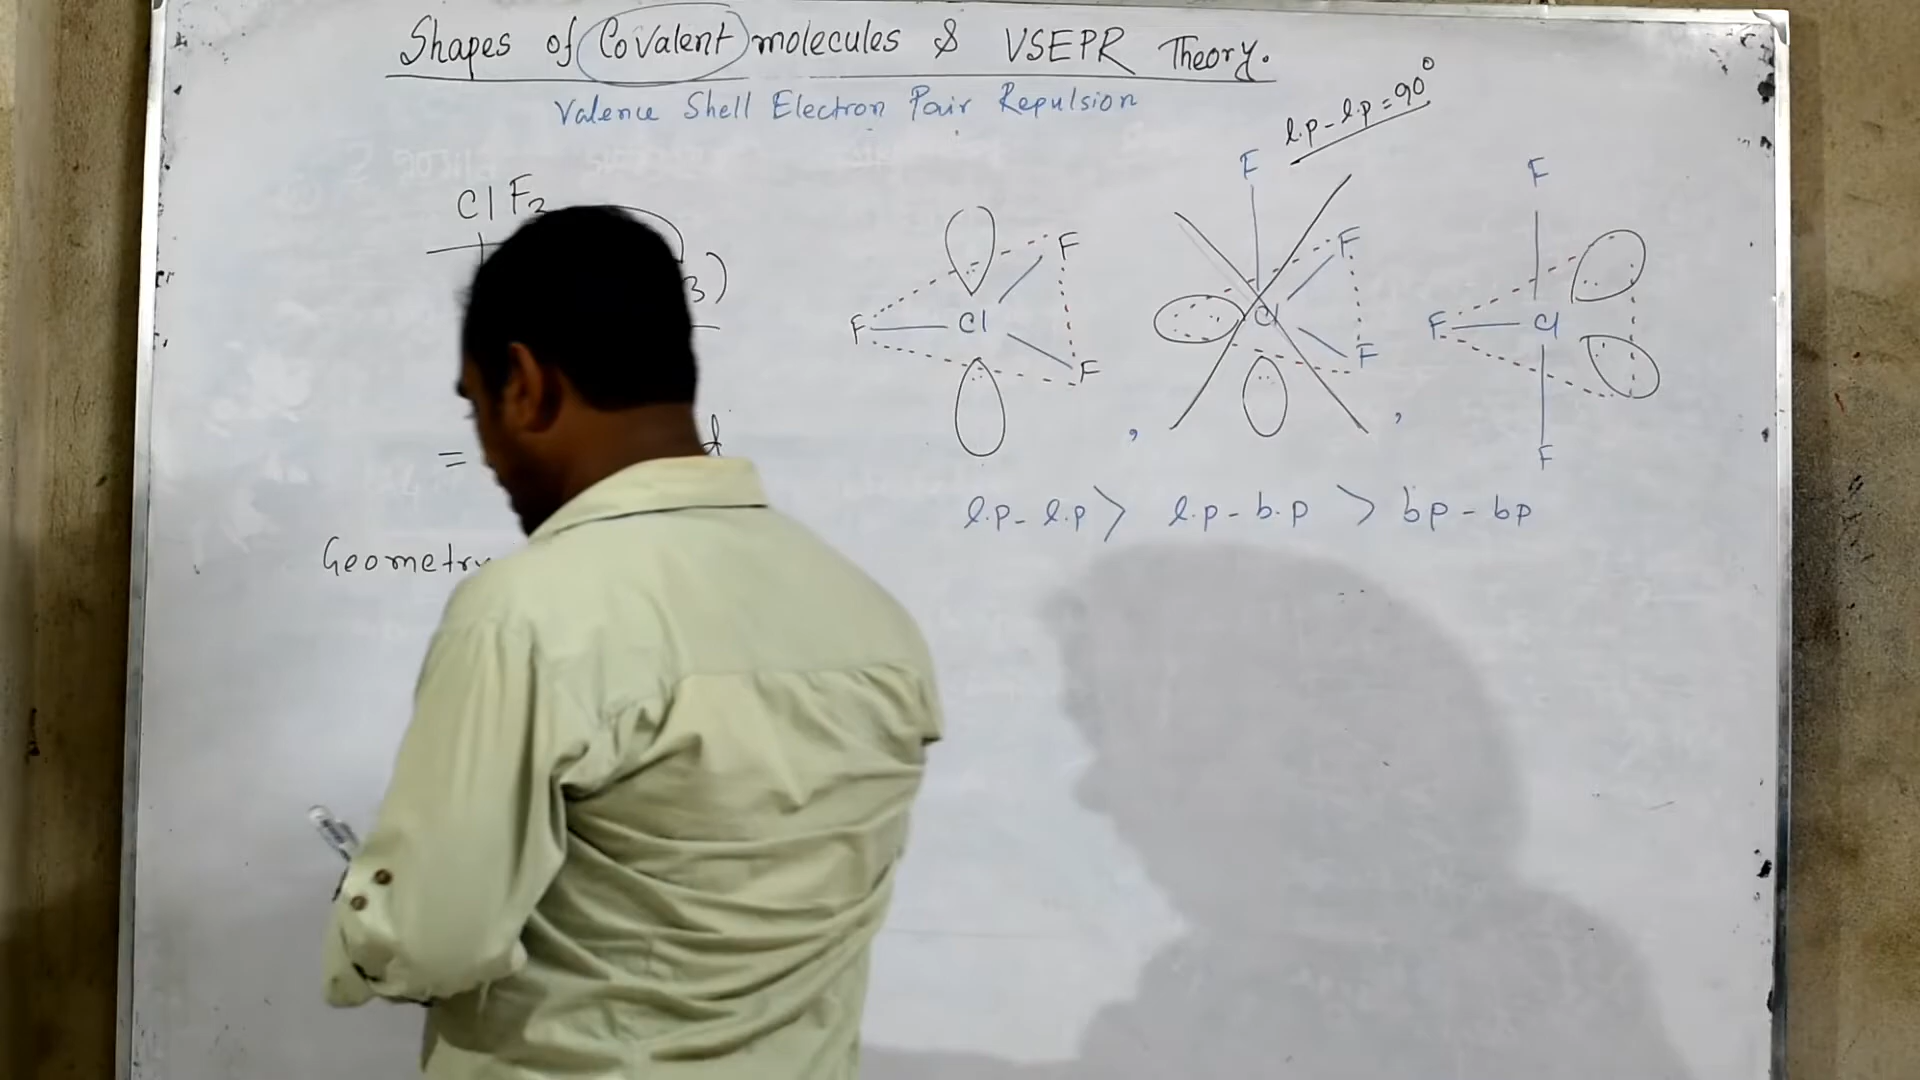 Shapes of Covalent molecules & VSEPR Theory.
Valence Shell Electron Pair Repulsion
l.p - l.p = 90°
ClF3
3)
=
Geometry
F
F
Cl
F
F
F
Cl
F
,
F
F
Cl
F
,
l.p - l.p > l.p - b.p > bp - bp